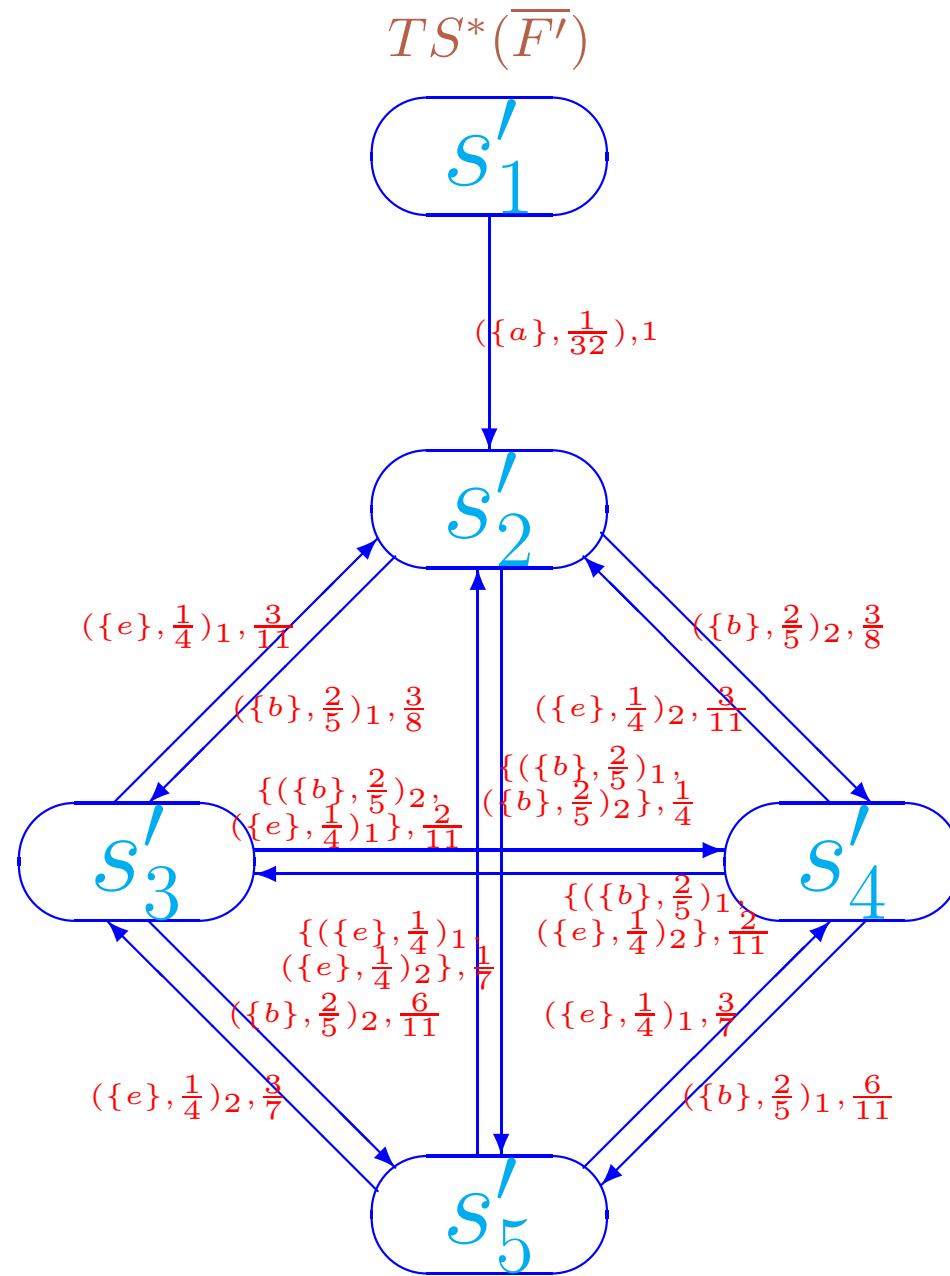 TS*(F̅'̅)
s'₁
({a},1/32),1
s'₂
({e},1/4)₁,3/11
({b},2/5)₂,3/8
({b},2/5)₁,3/8
({e},1/4)₂,3/11
{({b},2/5)₂,
({e},1/4)₁},2/11
{({b},2/5)₁,
({b},2/5)₂},1/4
s'₃
s'₄
{({e},1/4)₁,
({e},1/4)₂},1/7
{({b},2/5)₁,
({e},1/4)₂},2/11
({b},2/5)₂,6/11
({e},1/4)₁,3/7
({e},1/4)₂,3/7
({b},2/5)₁,6/11
s'₅